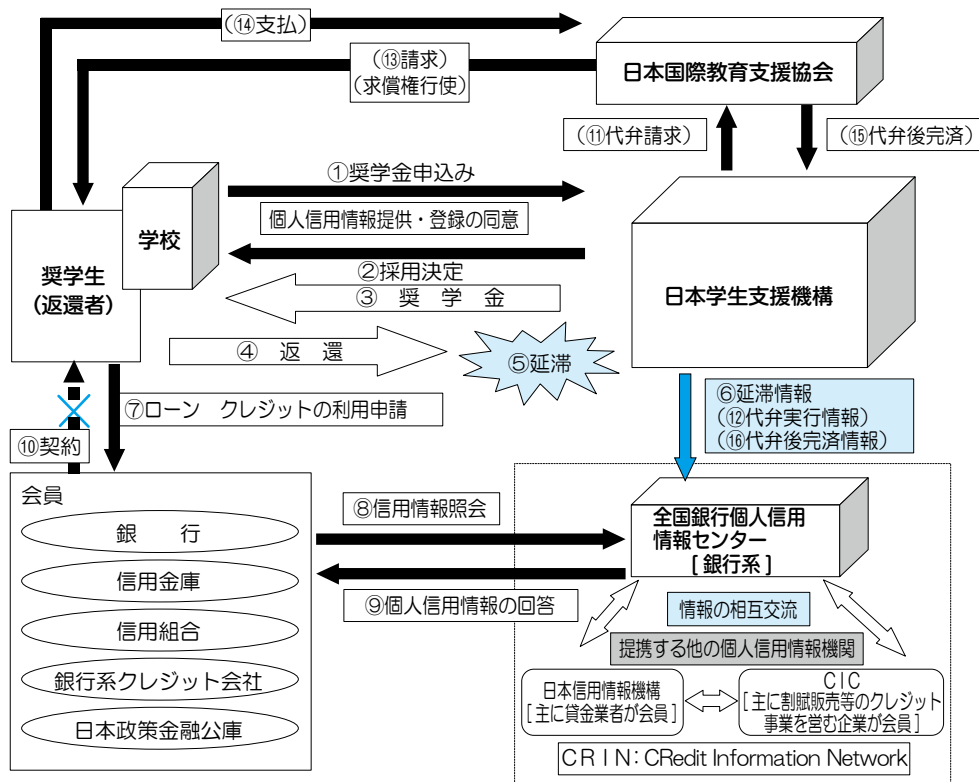 (⑭支払)
(⑬請求)
(求償権行使)
日本国際教育支援協会
(⑪代弁請求)
(⑮代弁後完済)
①奨学金申込み
個人信用情報提供・登録の同意
学校
奨学生
(返還者)
②採用決定
③ 奨 学 金
日本学生支援機構
④ 返 還
⑤延滞
⑥延滞情報
(⑫代弁実行情報)
(⑯代弁後完済情報)
⑦ローン クレジットの利用申請
⑩契約
会員
銀 行
信用金庫
信用組合
銀行系クレジット会社
日本政策金融公庫
⑧信用情報照会
⑨個人信用情報の回答
全国銀行個人信用
情報センター
[銀行系]
情報の相互交流
提携する他の個人信用情報機関
日本信用情報機構
[主に貸金業者が会員]
CIC
[主に割賦販売等のクレジット
事業を営む企業が会員]
CRIN:CRedit Information Network